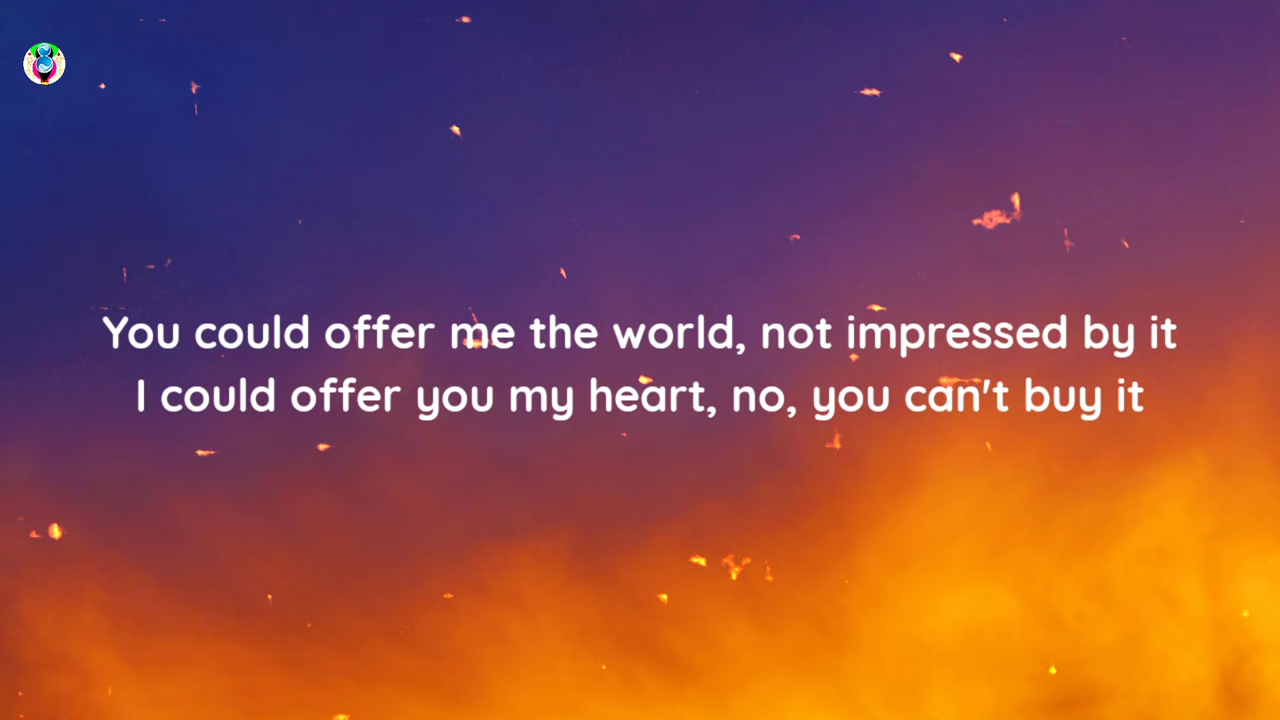 You could offer me the world, not impressed by it
I could offer you my heart, no, you can't buy it